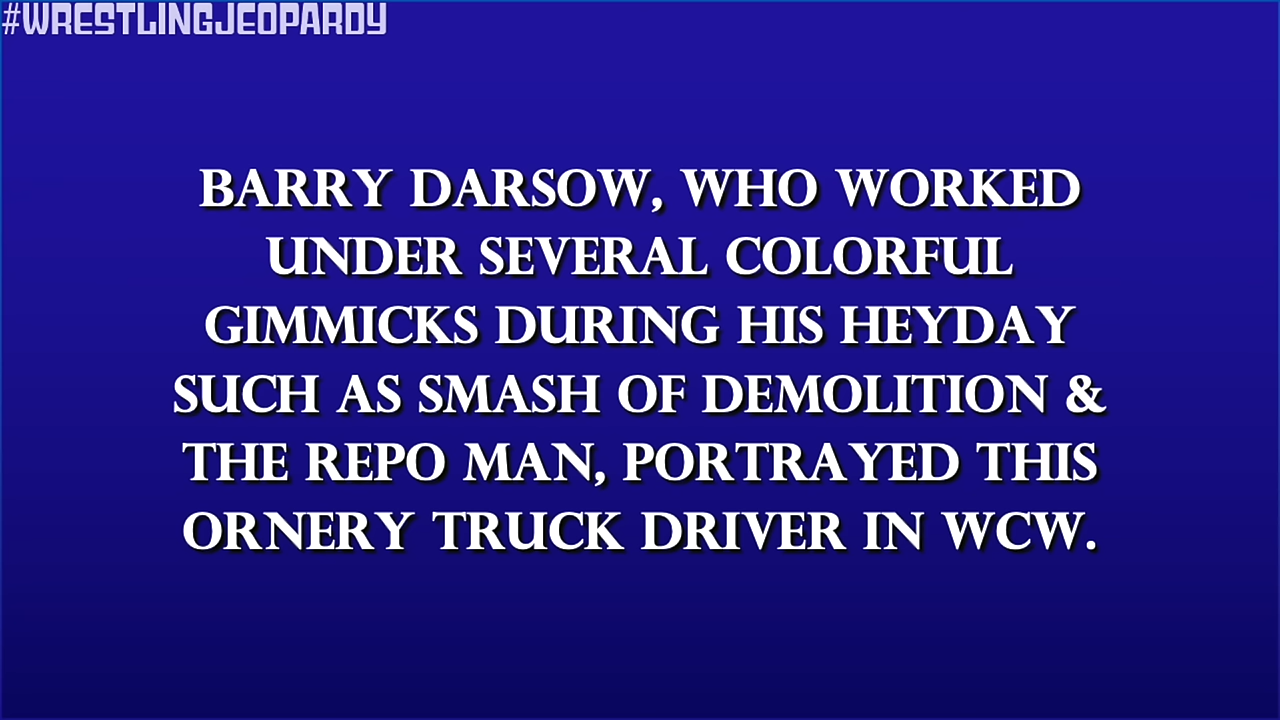 #WRESTLINGJEOPARDY
BARRY DARSOW, WHO WORKED
UNDER SEVERAL COLORFUL
GIMMICKS DURING HIS HEYDAY
SUCH AS SMASH OF DEMOLITION &
THE REPO MAN, PORTRAYED THIS
ORNERY TRUCK DRIVER IN WCW.